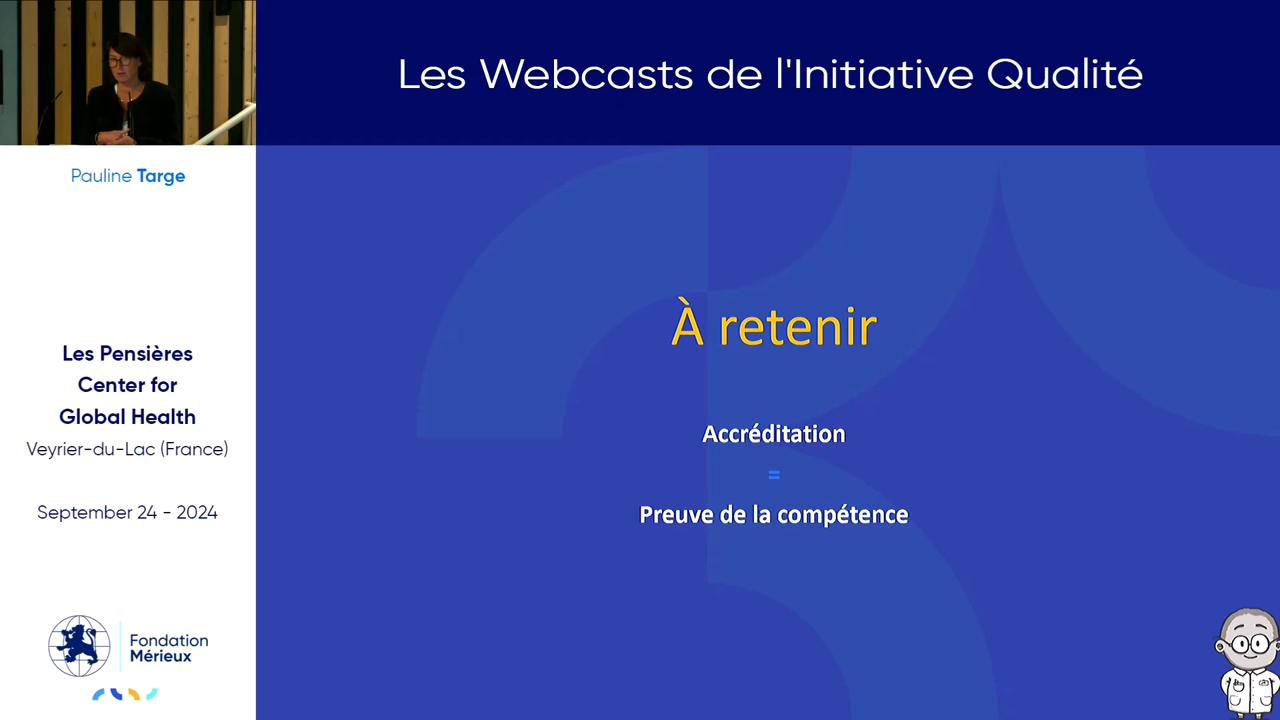 Les Webcasts de l'Initiative Qualité
Pauline Targe
Les Pensières
Center for
Global Health
Veyrier-du-Lac (France)
September 24 - 2024
Fondation
Mérieux
À retenir
Accréditation
=
Preuve de la compétence